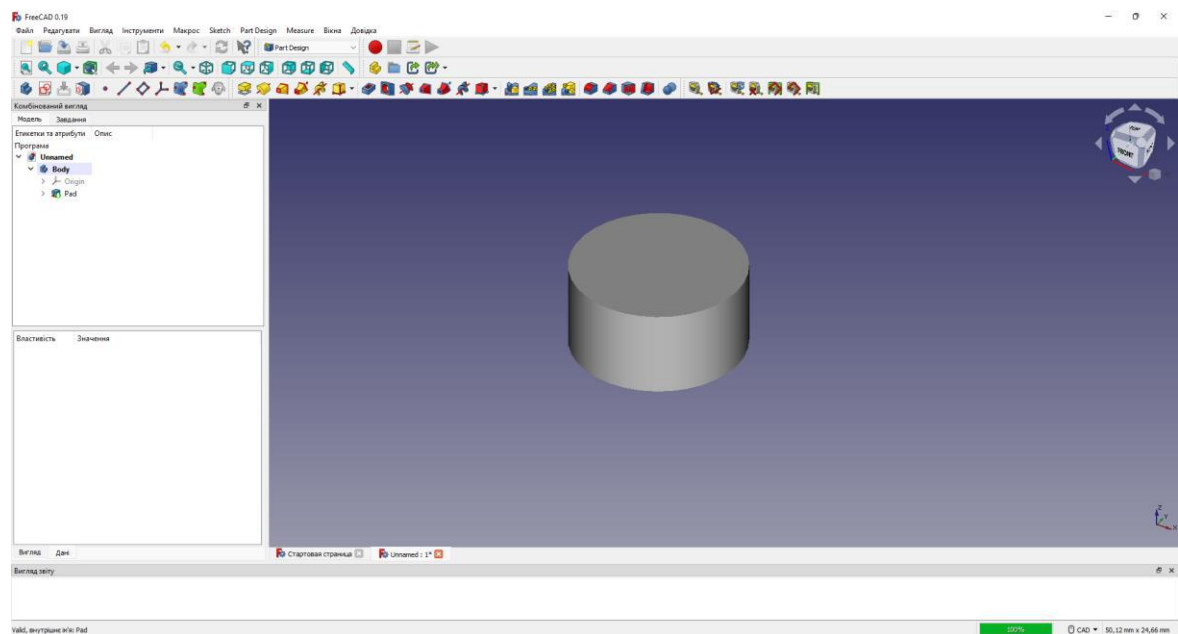 FreeCAD 0.19
Файл Редагувати Вигляд Інструменти Макрос Sketch Part Design Measure Вікна Довідка
Part Design
Комбінований вигляд
Модель Завдання
Етикетки та атрибути Опис
Програма
Unnamed
Body
Origin
Pad
FRONT
Властивість Значення
Z
Y
X
Вигляд Дані
Стартовая страница Unnamed : 1*
Вигляд звіту
Valid, внутрішнє ім'я: Pad
100% CAD 50,12 mm x 24,66 mm